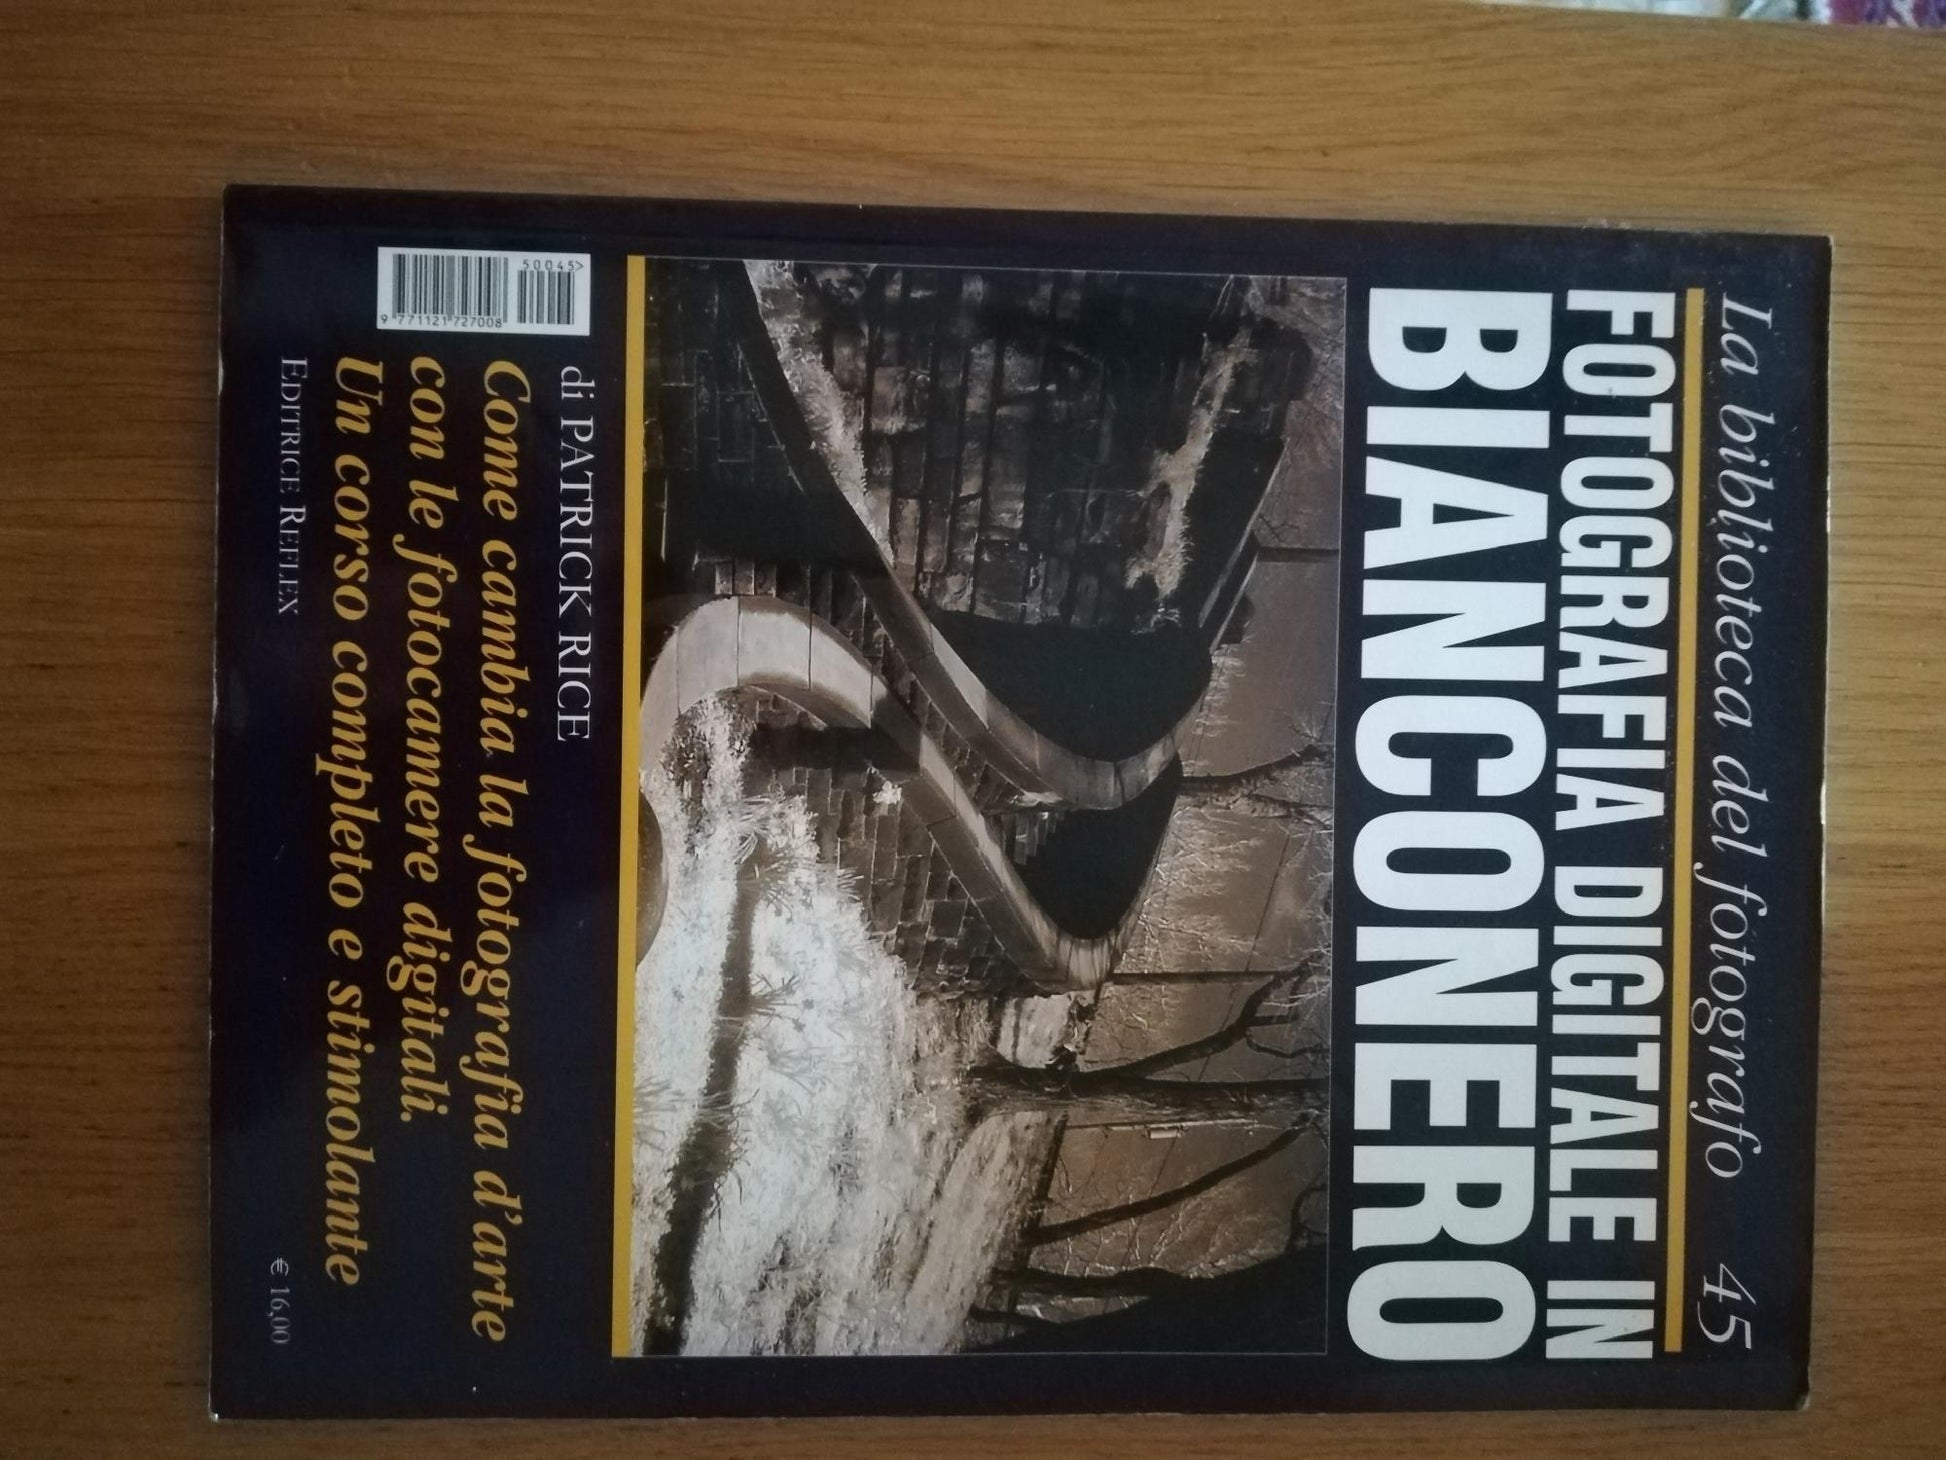 La biblioteca del fotografo 45
FOTOGRAFIA DIGITALE IN
BIANCONERO
di PATRICK RICE
Come cambia la fotografia d'arte
con le fotocamere digitali.
Un corso completo e stimolante
EDITRICE REFLEX
€ 16,00
50045>
9 771121 727008